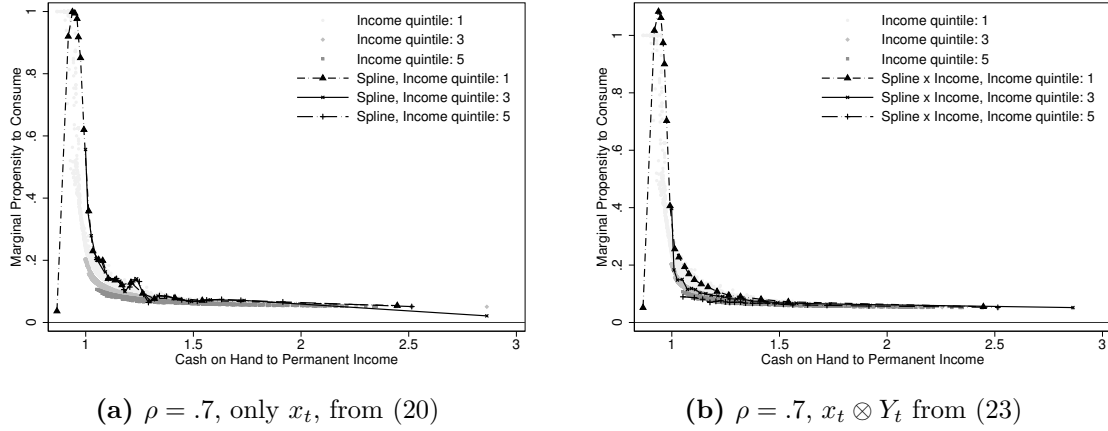 Marginal Propensity to Consume
1
.8
.6
.4
.2
0
1
1.5
2
2.5
3
Cash on Hand to Permanent Income
Income quintile: 1
Income quintile: 3
Income quintile: 5
Spline, Income quintile: 1
Spline, Income quintile: 3
Spline, Income quintile: 5
(a) ρ = .7, only x_t, from (20)
Marginal Propensity to Consume
1
.8
.6
.4
.2
0
1
1.5
2
2.5
3
Cash on Hand to Permanent Income
Income quintile: 1
Income quintile: 3
Income quintile: 5
Spline x Income, Income quintile: 1
Spline x Income, Income quintile: 3
Spline x Income, Income quintile: 5
(b) ρ = .7, x_t ⊗ Y_t from (23)